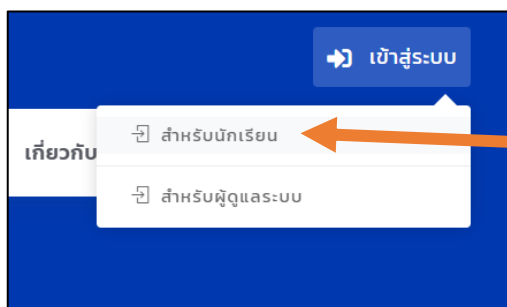 เข้าสู่ระบบ
สำหรับนักเรียน
เกี่ยวกับ
สำหรับผู้ดูแลระบบ